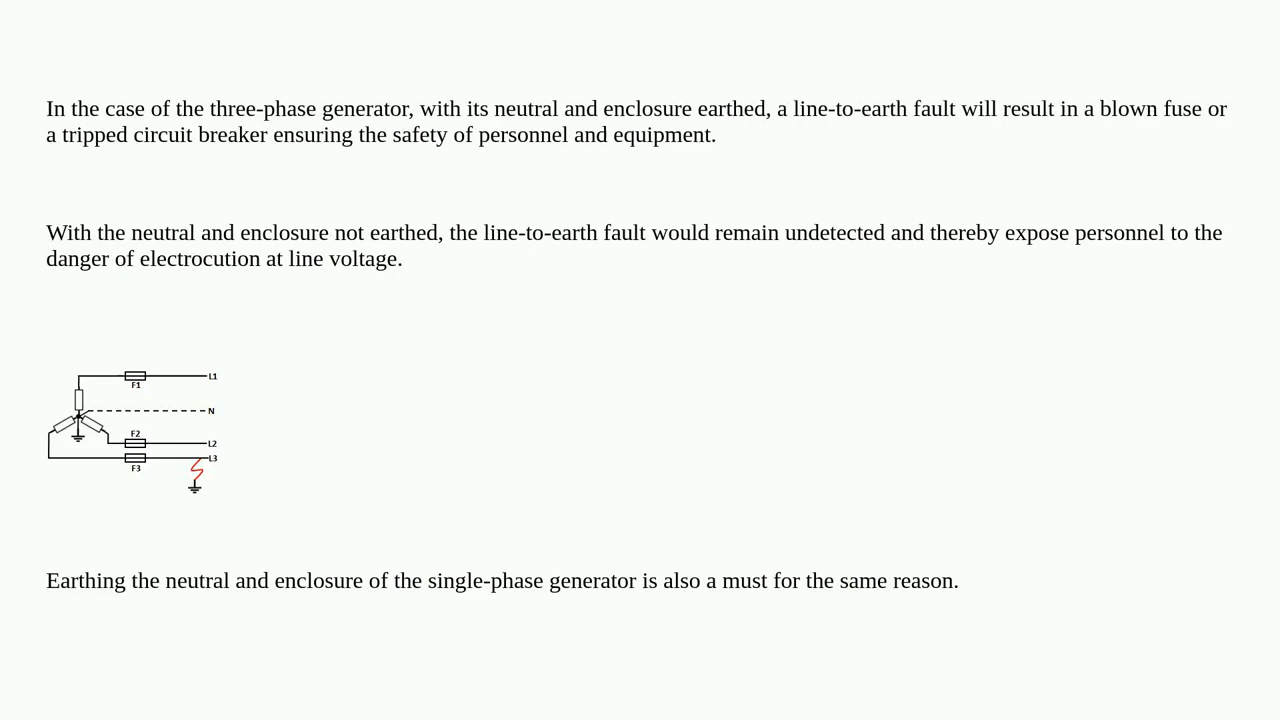 In the case of the three-phase generator, with its neutral and enclosure earthed, a line-to-earth fault will result in a blown fuse or
a tripped circuit breaker ensuring the safety of personnel and equipment.
With the neutral and enclosure not earthed, the line-to-earth fault would remain undetected and thereby expose personnel to the
danger of electrocution at line voltage.
L1
F1
N
F2
L2
L3
F3
Earthing the neutral and enclosure of the single-phase generator is also a must for the same reason.